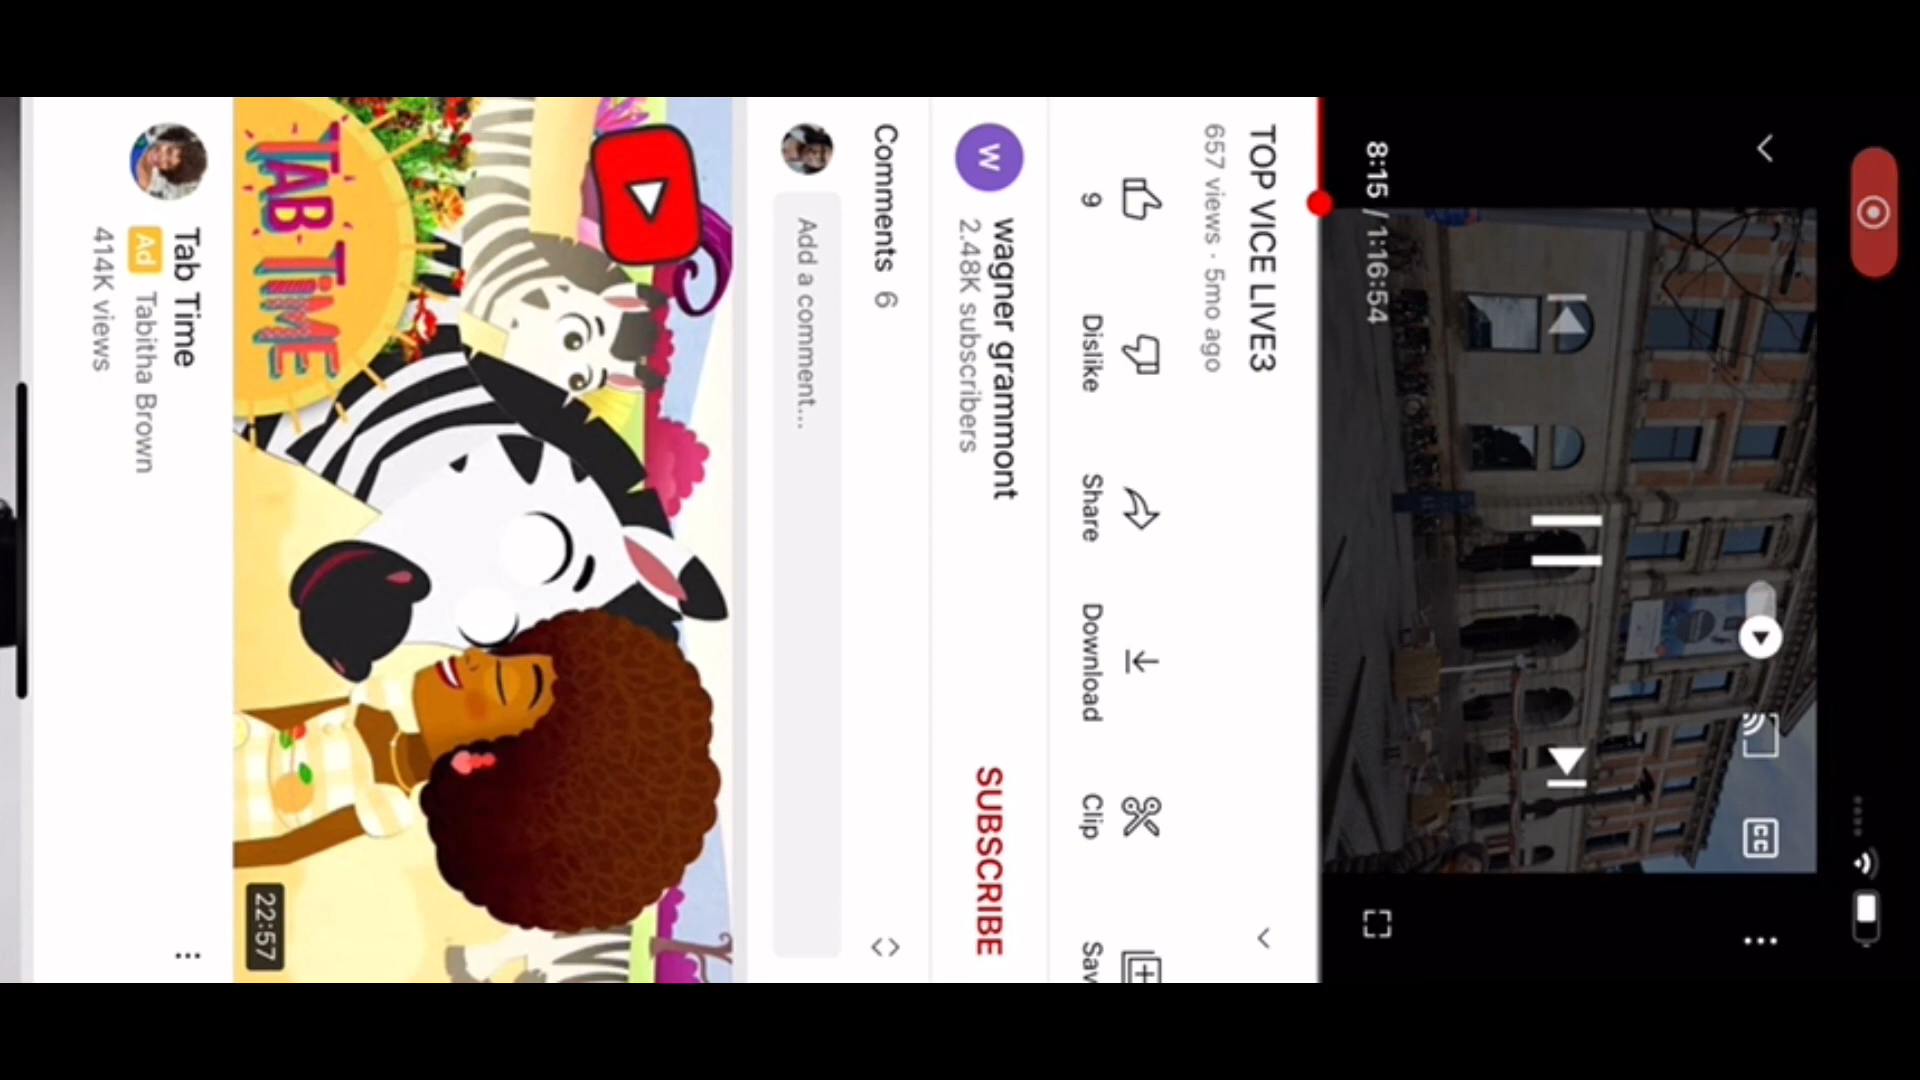 8:15 / 1:16:54
CC
TOP VICE LIVE3
657 views · 5mo ago
9
Dislike
Share
Download
Clip
Sav
W
wagner grammont
2.48K subscribers
SUBSCRIBE
Comments 6
Add a comment...
TAB TIME
22:57
Tab Time
Ad Tabitha Brown
414K views